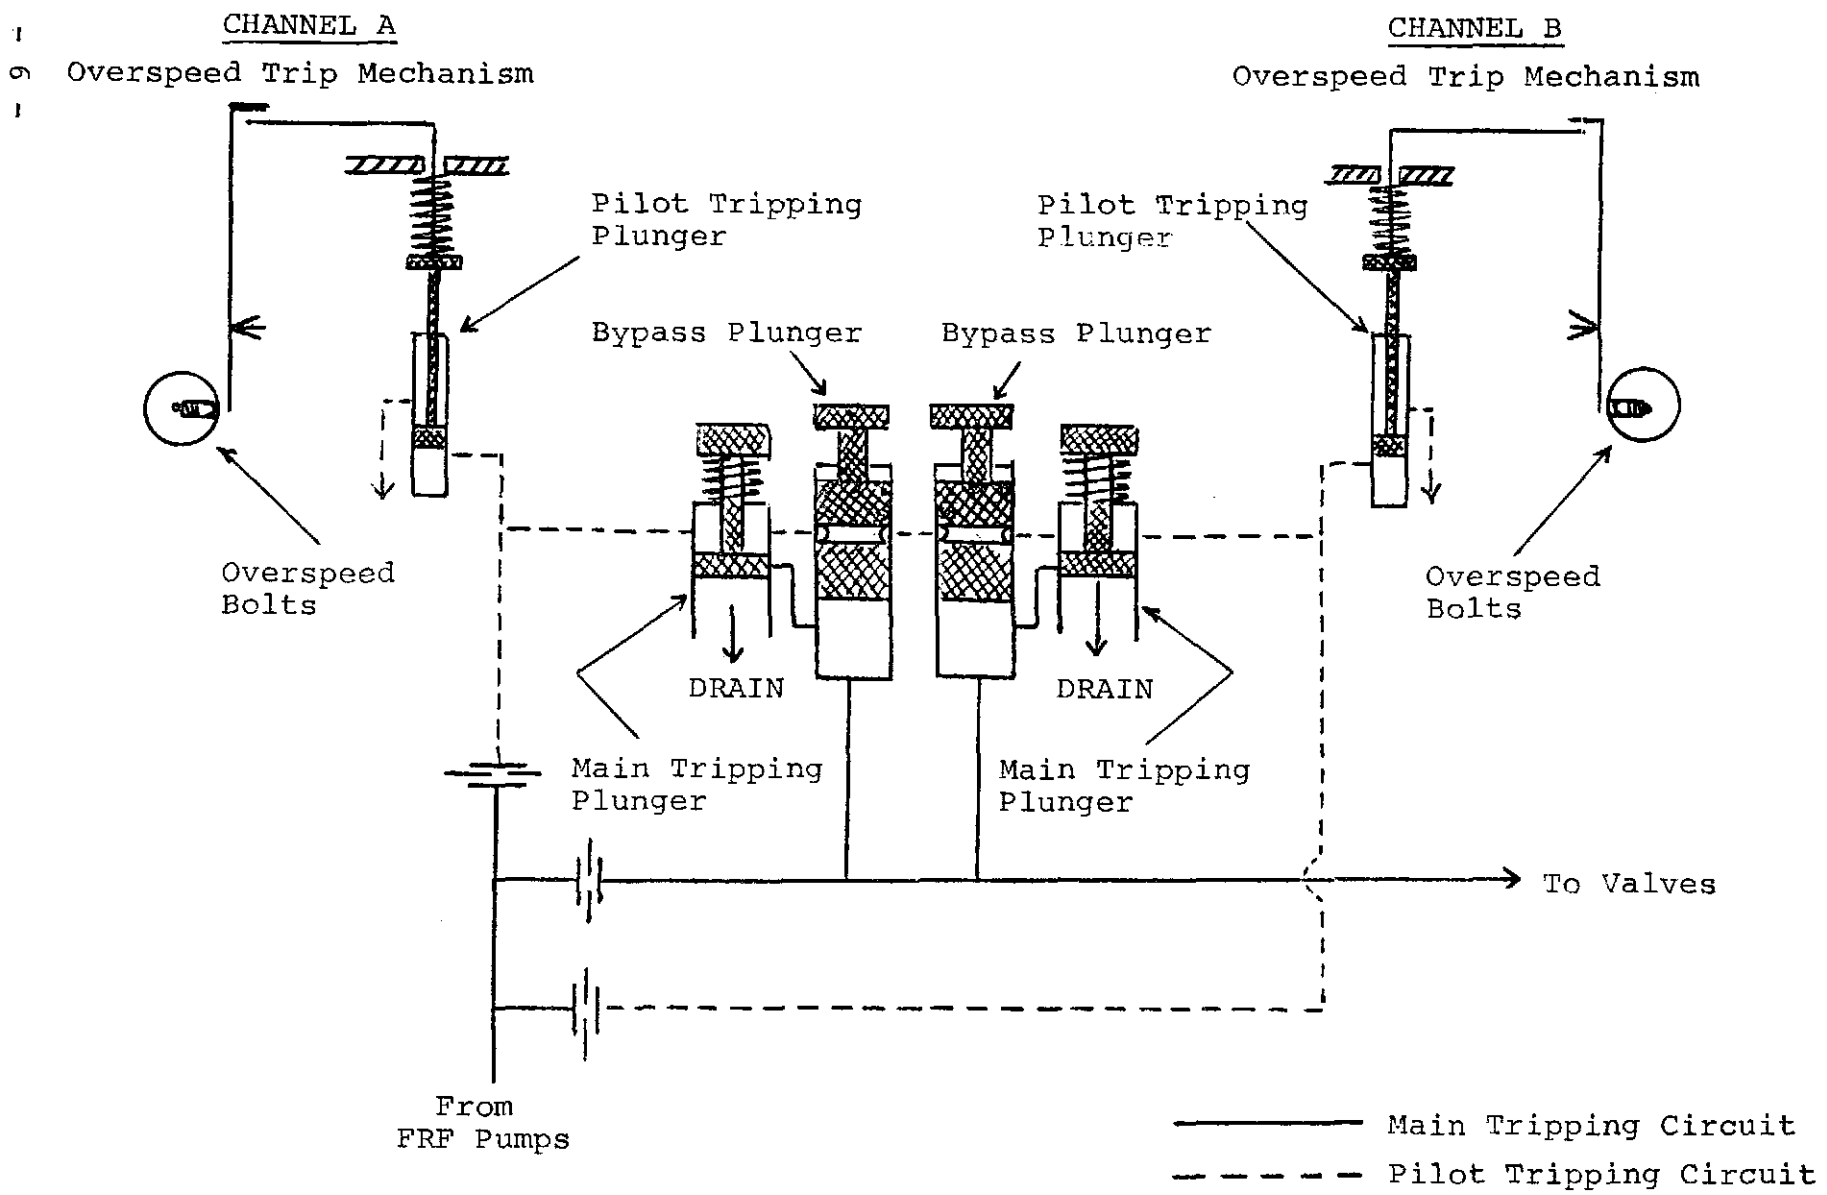 - 9 -
CHANNEL A
Overspeed Trip Mechanism
CHANNEL B
Overspeed Trip Mechanism
Pilot Tripping
Plunger
Pilot Tripping
Plunger
Bypass Plunger
Bypass Plunger
Overspeed
Bolts
Overspeed
Bolts
DRAIN
DRAIN
Main Tripping
Plunger
Main Tripping
Plunger
To Valves
From
FRF Pumps
Main Tripping Circuit
Pilot Tripping Circuit